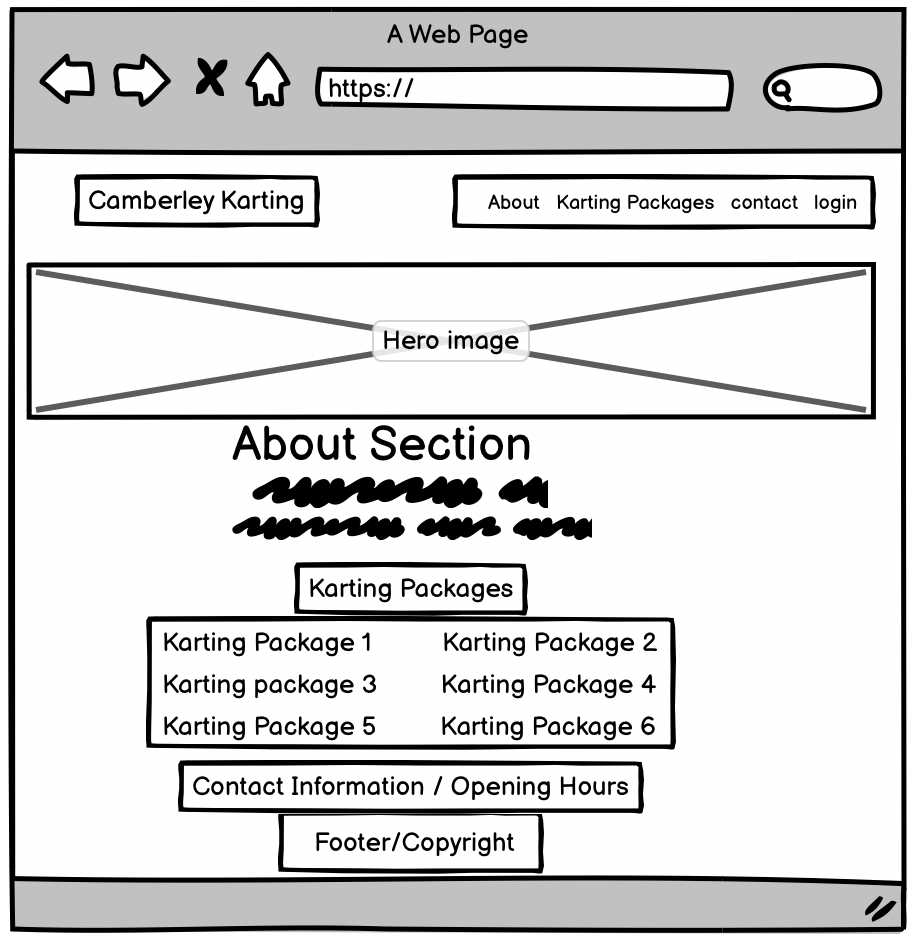 A Web Page
https://
Camberley Karting
About Karting Packages contact login
Hero image
About Section
Karting Packages
Karting Package 1 Karting Package 2
Karting package 3 Karting Package 4
Karting Package 5 Karting Package 6
Contact Information / Opening Hours
Footer/Copyright